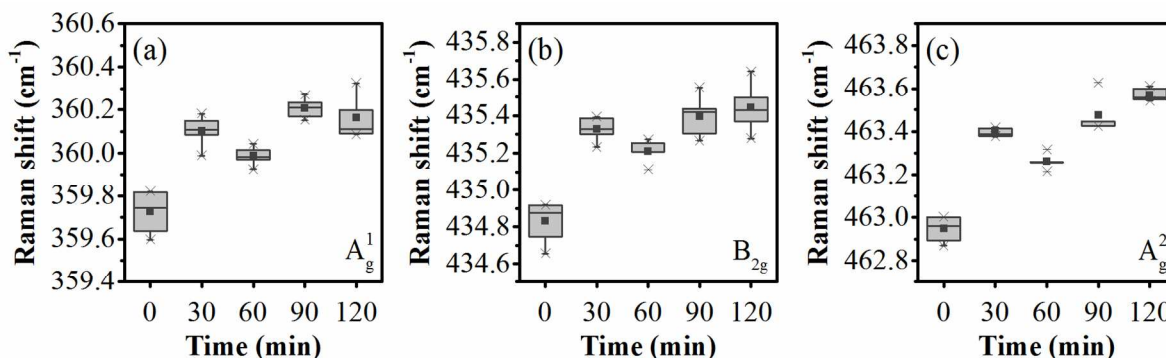 (a)
Raman shift (cm⁻¹)
360.6
360.4
360.2
360.0
359.8
359.6
359.4
0 30 60 90 120
Time (min)
A¹g
(b)
Raman shift (cm⁻¹)
435.8
435.6
435.4
435.2
435.0
434.8
434.6
0 30 60 90 120
Time (min)
B₂g
(c)
Raman shift (cm⁻¹)
463.8
463.6
463.4
463.2
463.0
462.8
0 30 60 90 120
Time (min)
A²g